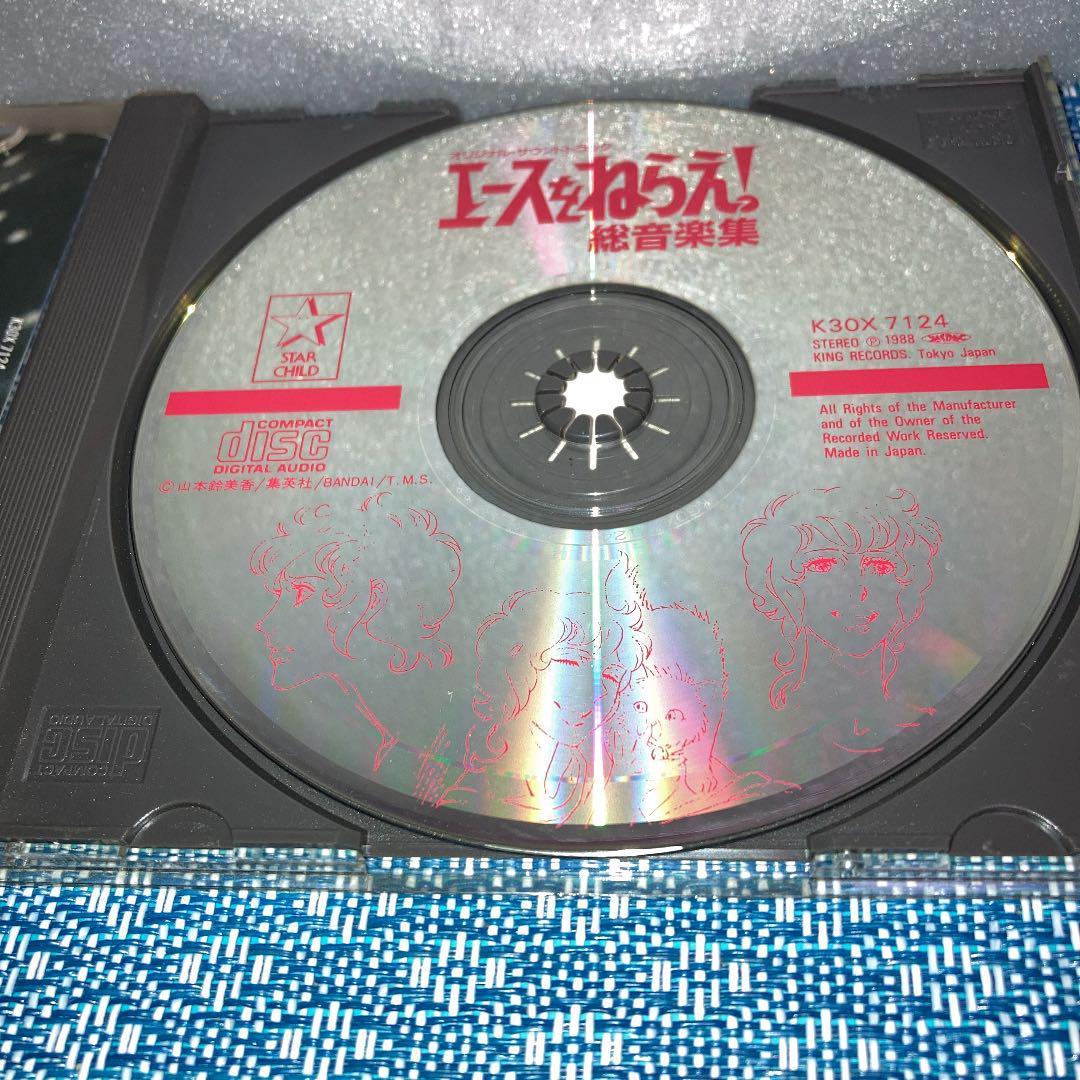 オリジナル・サウンドトラック
エースをねらえ!
総音楽集
STAR
CHILD
K30X 7124
STEREO Ⓟ 1988 JASRAC
KING RECORDS. Tokyo Japan
COMPACT
disc
DIGITAL AUDIO
All Rights of the Manufacturer
and of the Owner of the
Recorded Work Reserved.
Made in Japan.
©山本鈴美香/集英社/BANDAI/T.M.S.
K30X 7124
COMPACT
disc
DIGITAL AUDIO